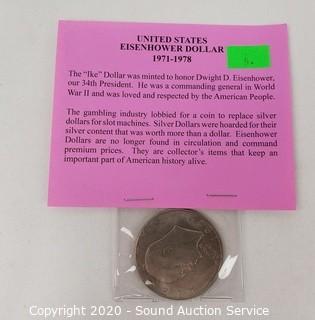 UNITED STATES
EISENHOWER DOLLAR
1971-1978
The "Ike" Dollar was minted to honor Dwight D. Eisenhower,
our 34th President. He was a commanding general in World
War II and was loved and respected by the American People.
The gambling industry lobbied for a coin to replace silver
dollars for slot machines. Silver Dollars were hoarded for their
silver content that was worth more than a dollar. Eisenhower
Dollars are no longer found in circulation and command
premium prices. They are collector's items that keep an
important part of American history alive.
Copyright © 2020 - Sound Auction Service